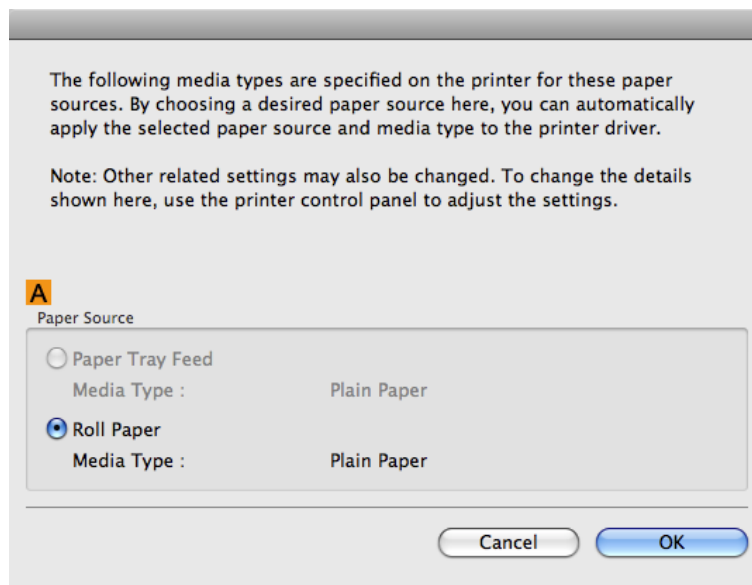 The following media types are specified on the printer for these paper
sources. By choosing a desired paper source here, you can automatically
apply the selected paper source and media type to the printer driver.
Note: Other related settings may also be changed. To change the details
shown here, use the printer control panel to adjust the settings.
A
Paper Source
Paper Tray Feed
Media Type : Plain Paper
Roll Paper
Media Type : Plain Paper
Cancel OK